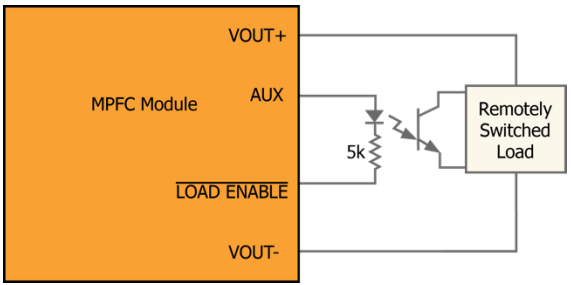 VOUT+
AUX
MPFC Module
5k
LOAD ENABLE
VOUT-
Remotely
Switched
Load